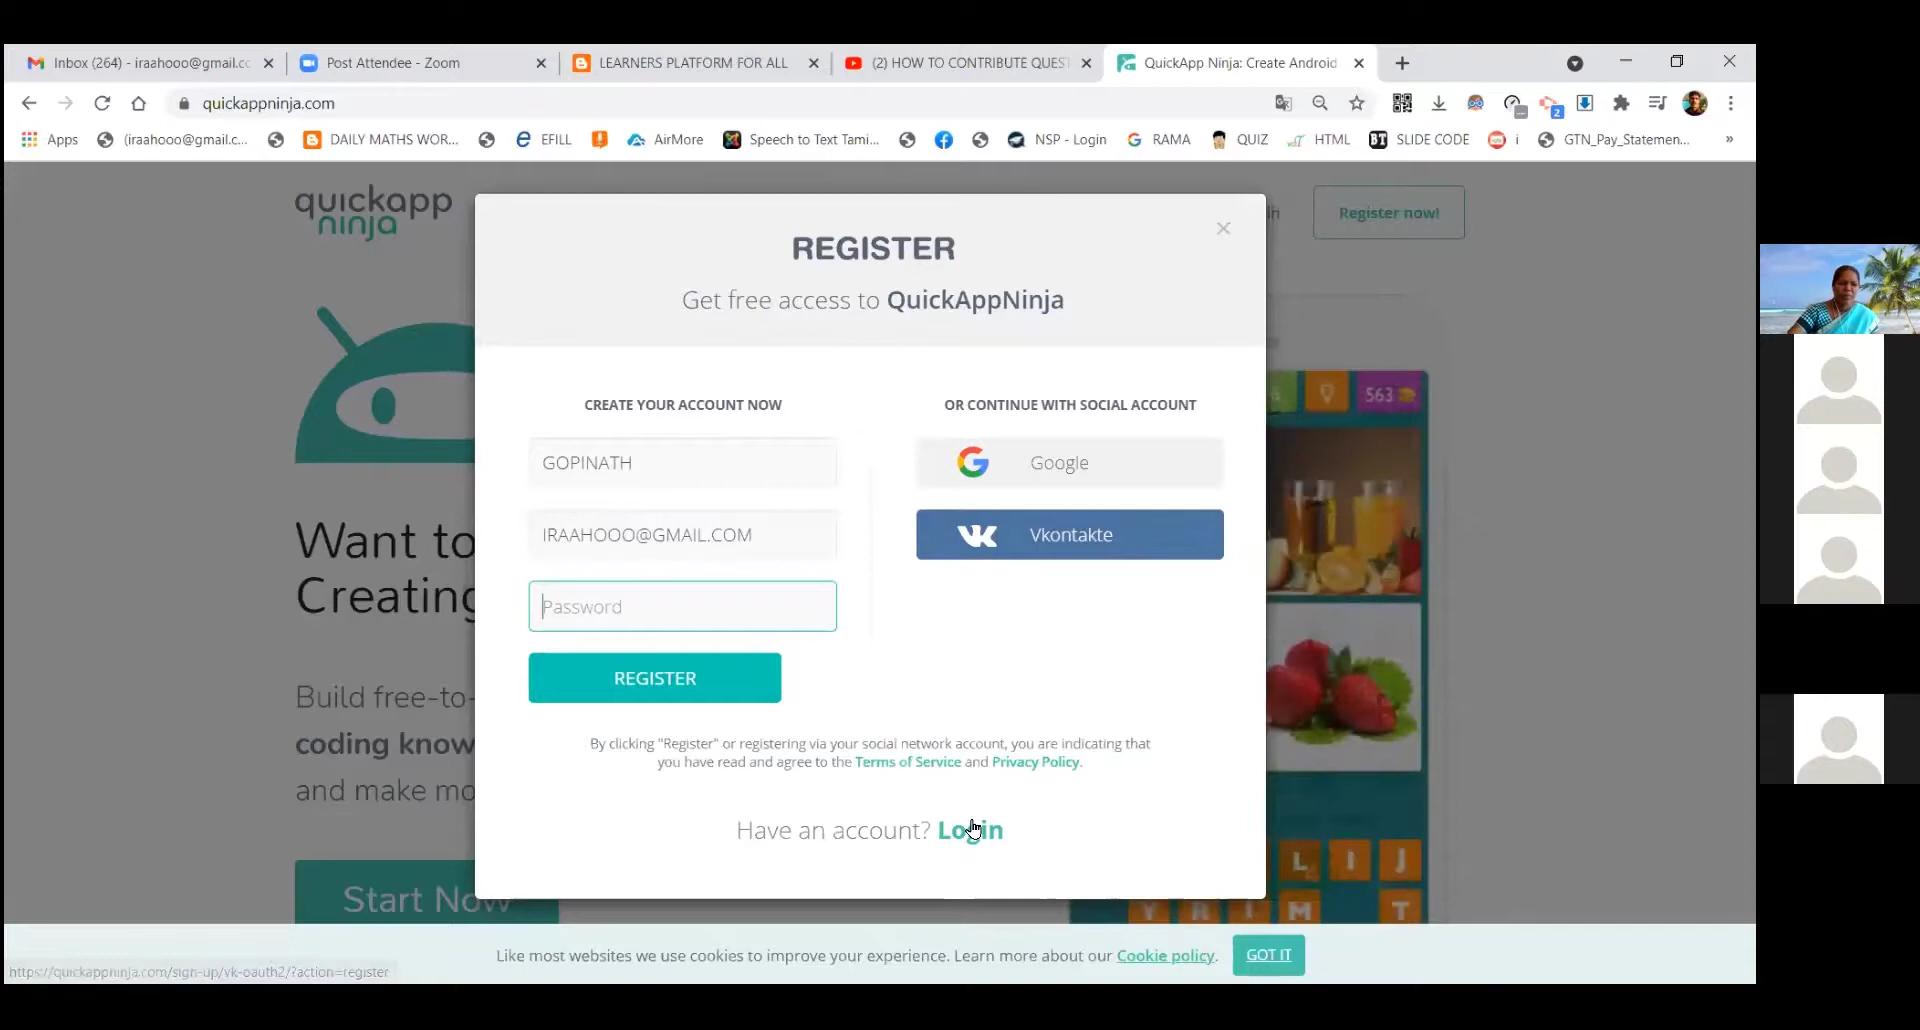 Inbox (264) - iraahooo@gmail.cc
Post Attendee - Zoom
LEARNERS PLATFORM FOR ALL
(2) HOW TO CONTRIBUTE QUES
QuickApp Ninja: Create Android
quickappninja.com
2
Apps
(iraahooo@gmail.c...
DAILY MATHS WOR...
EFILL
AirMore
Speech to Text Tami...
NSP - Login
RAMA
QUIZ
HTML
BT SLIDE CODE
i
GTN_Pay_Statemen...
»
quickapp
ninja
in
Register now!
REGISTER
Get free access to QuickAppNinja
563
CREATE YOUR ACCOUNT NOW
OR CONTINUE WITH SOCIAL ACCOUNT
GOPINATH
Google
IRAAHOOO@GMAIL.COM
Vkontakte
Want to
Creating
Password
REGISTER
Build free-to-
coding know
and make mo
By clicking "Register" or registering via your social network account, you are indicating that
you have read and agree to the Terms of Service and Privacy Policy.
Have an account? Login
L I J
Start Now
Y R I M T
Like most websites we use cookies to improve your experience. Learn more about our Cookie policy.
GOT IT
https://quickappninja.com/sign-up/vk-oauth2/?action=register